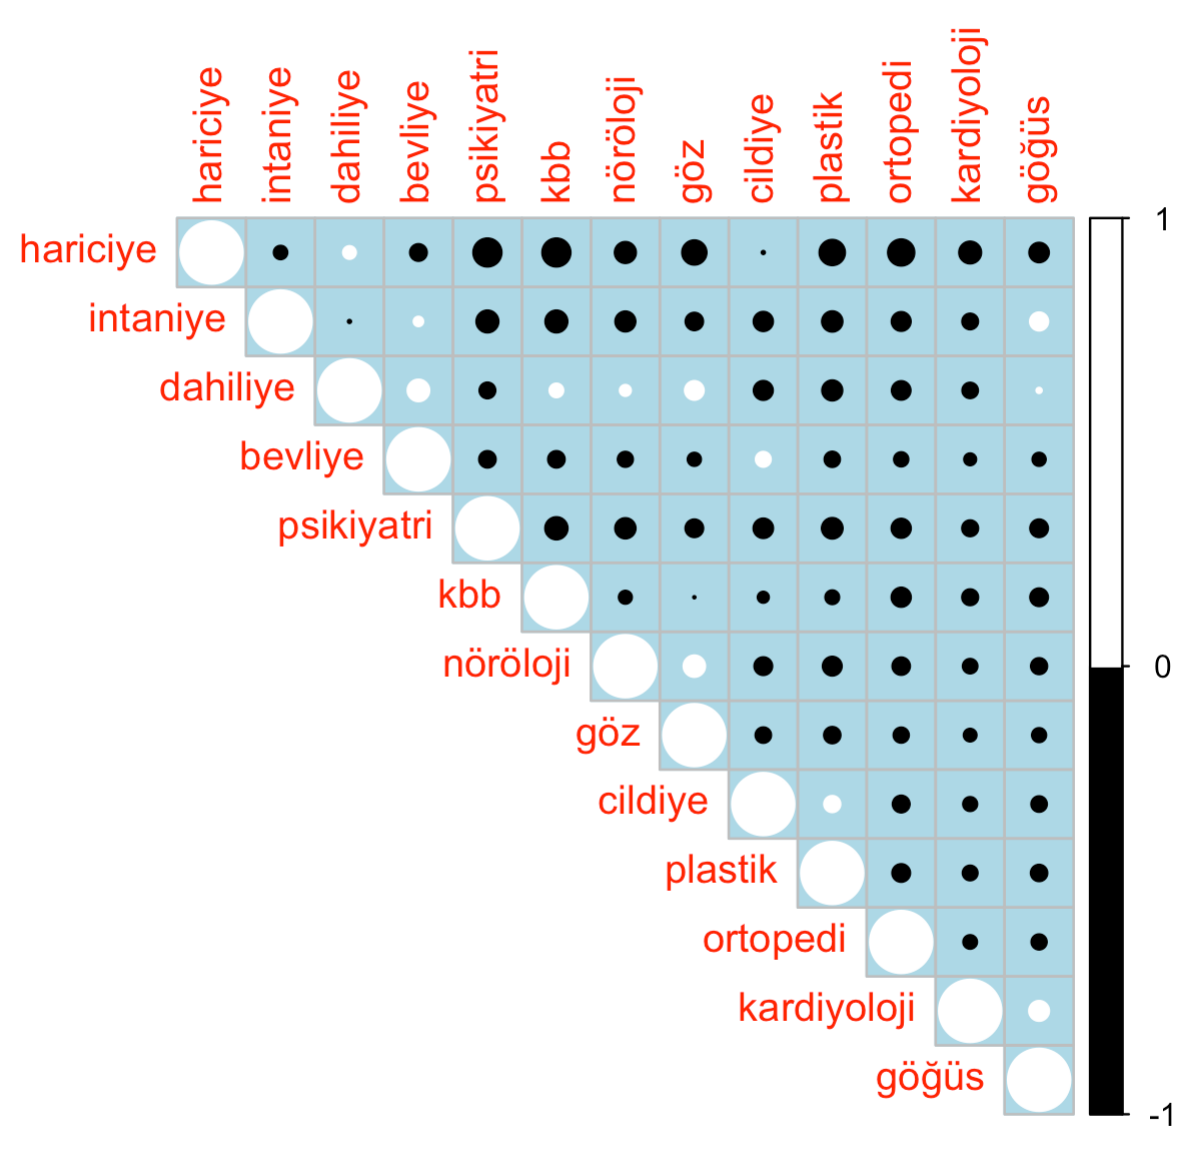 hariciye
intaniye
dahiliye
bevliye
psikiyatri
kbb
nöröloji
göz
cildiye
plastik
ortopedi
kardiyoloji
göğüs
hariciye
intaniye
dahiliye
bevliye
psikiyatri
kbb
nöröloji
göz
cildiye
plastik
ortopedi
kardiyoloji
göğüs
1
0
-1